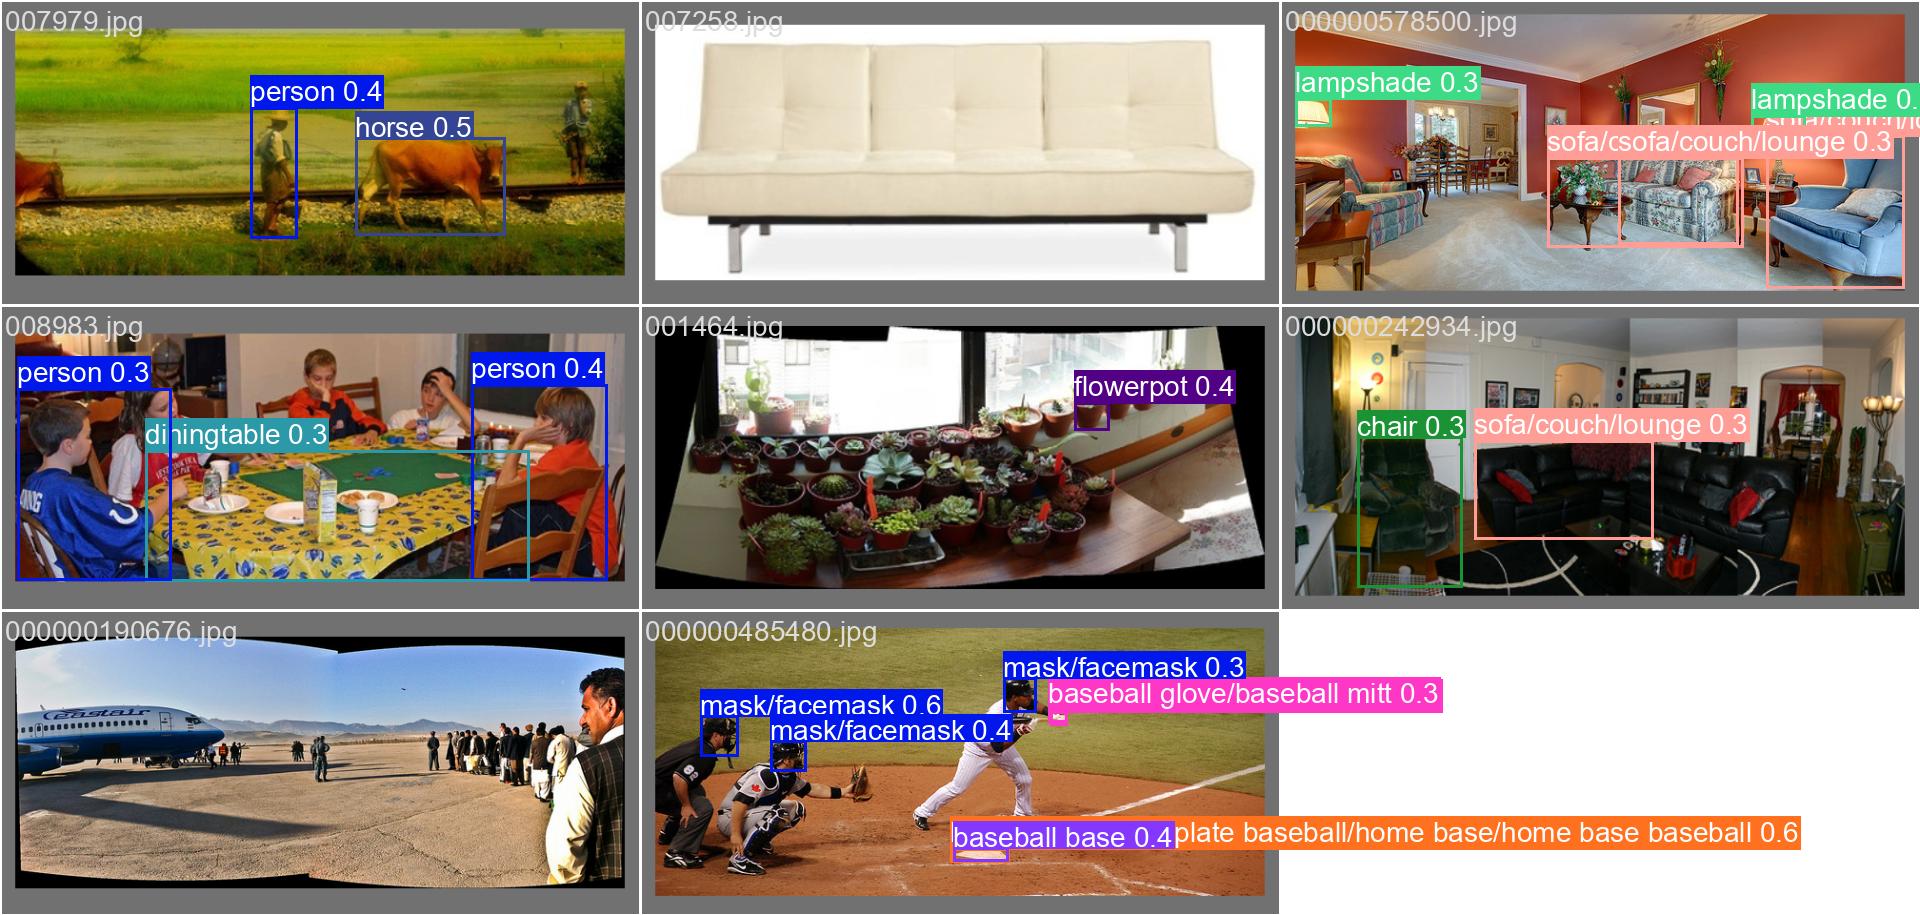 007979.jpg
person 0.4
horse 0.5
007258.jpg
000000578500.jpg
lampshade 0.3
lampshade 0.
sofa/couch/lo
sofa/csofa/couch/lounge 0.3
008983.jpg
person 0.3
person 0.4
diningtable 0.3
001464.jpg
flowerpot 0.4
000000242934.jpg
chair 0.3
sofa/couch/lounge 0.3
000000190676.jpg
eastair
000000485480.jpg
mask/facemask 0.3
baseball glove/baseball mitt 0.3
mask/facemask 0.6
mask/facemask 0.4
baseball base 0.4
plate baseball/home base/home base baseball 0.6